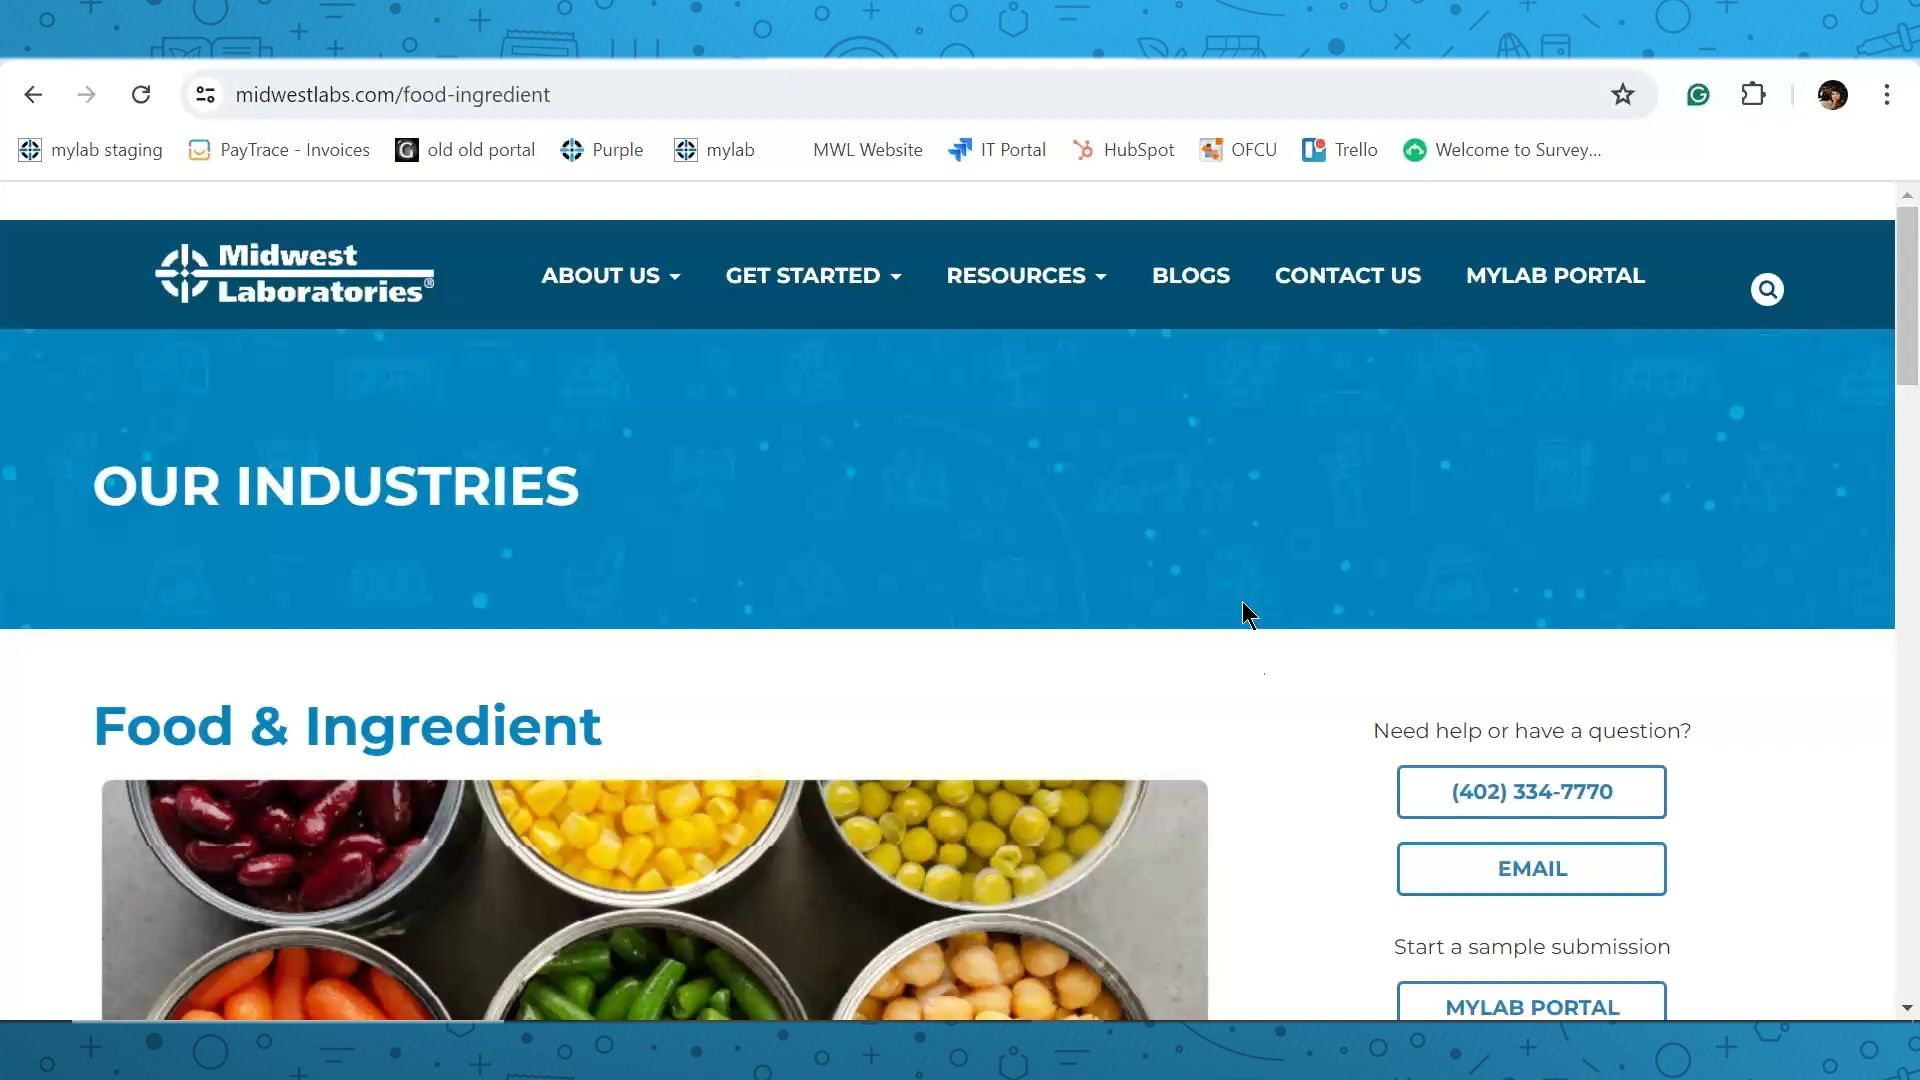 midwestlabs.com/food-ingredient
mylab staging PayTrace - Invoices old old portal Purple mylab MWL Website IT Portal HubSpot OFCU Trello Welcome to Survey...
Midwest
Laboratories®
ABOUT US GET STARTED RESOURCES BLOGS CONTACT US MYLAB PORTAL
OUR INDUSTRIES
Food & Ingredient
Need help or have a question?
(402) 334-7770
EMAIL
Start a sample submission
MYLAB PORTAL